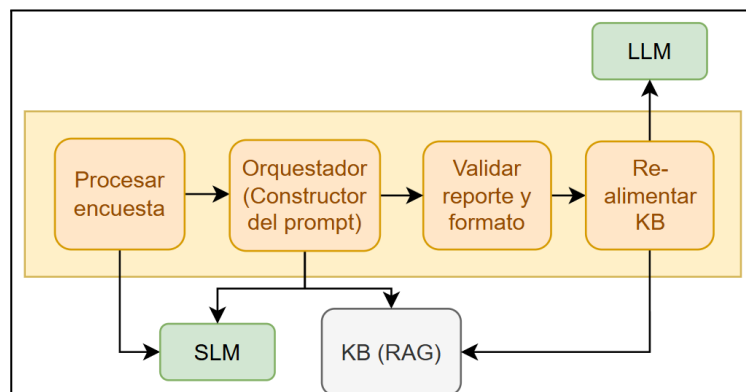 LLM
Procesar
encuesta
Orquestador
(Constructor
del prompt)
Validar
reporte y
formato
Re-
alimentar
KB
SLM
KB (RAG)